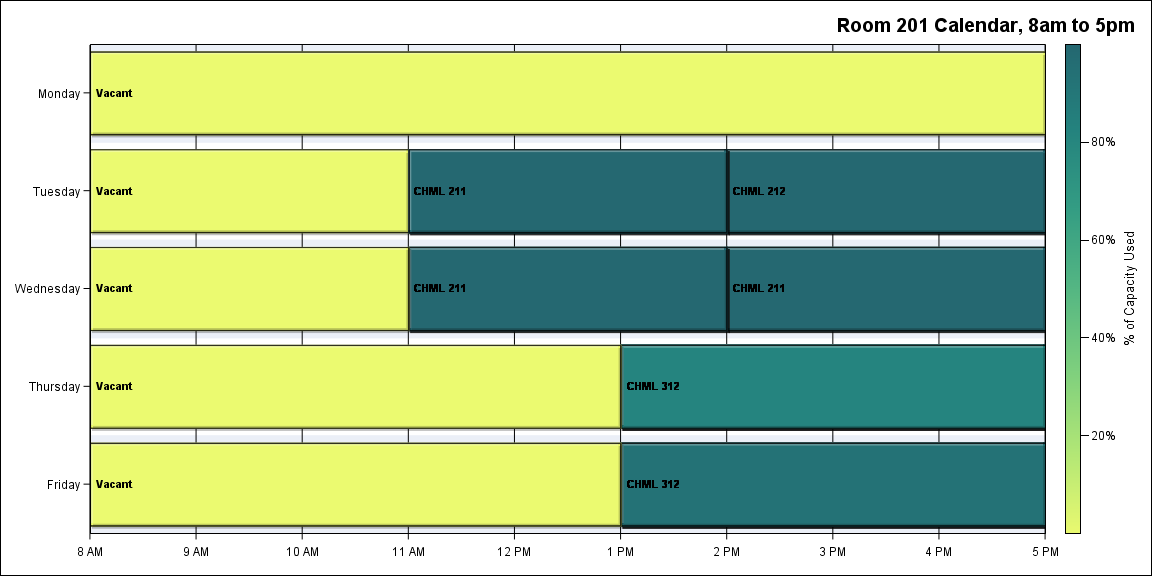 Room 201 Calendar, 8am to 5pm
Monday
Vacant
Tuesday
Vacant
CHML 211
CHML 212
Wednesday
Vacant
CHML 211
CHML 211
Thursday
Vacant
CHML 312
Friday
Vacant
CHML 312
8 AM
9 AM
10 AM
11 AM
12 PM
1 PM
2 PM
3 PM
4 PM
5 PM
80%
60%
40%
20%
% of Capacity Used